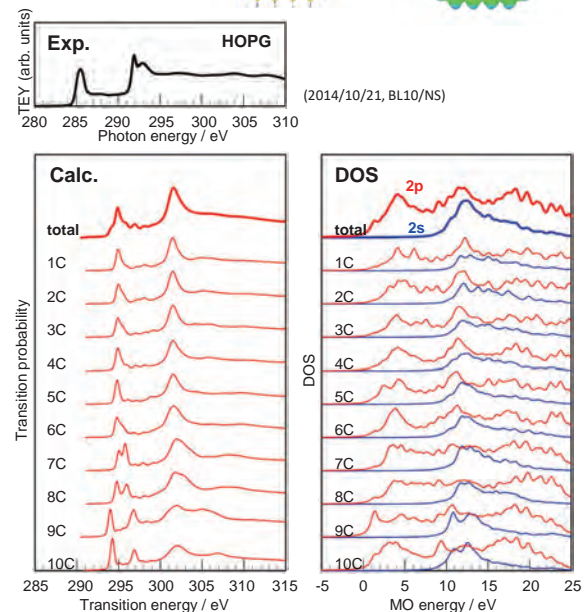 Exp.
HOPG
TEY (arb. units)
280 285 290 295 300 305 310
Photon energy / eV
(2014/10/21, BL10/NS)
Calc.
total
1C
2C
3C
4C
5C
6C
7C
8C
9C
10C
Transition probability
285 290 295 300 305 310 315
Transition energy / eV
DOS
2p
2s
total
1C
2C
3C
4C
5C
6C
7C
8C
9C
10C
DOS
-5 0 5 10 15 20 25
MO energy / eV